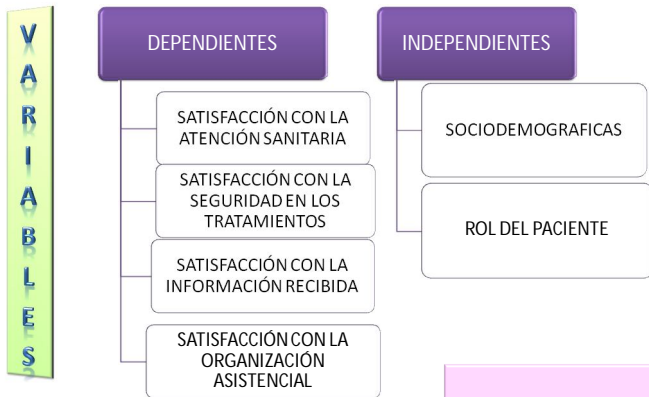 VARIABLES
DEPENDIENTES
SATISFACCIÓN CON LA
ATENCIÓN SANITARIA
SATISFACCIÓN CON LA
SEGURIDAD EN LOS
TRATAMIENTOS
SATISFACCIÓN CON LA
INFORMACIÓN RECIBIDA
SATISFACCIÓN CON LA
ORGANIZACIÓN
ASISTENCIAL
INDEPENDIENTES
SOCIODEMOGRAFICAS
ROL DEL PACIENTE